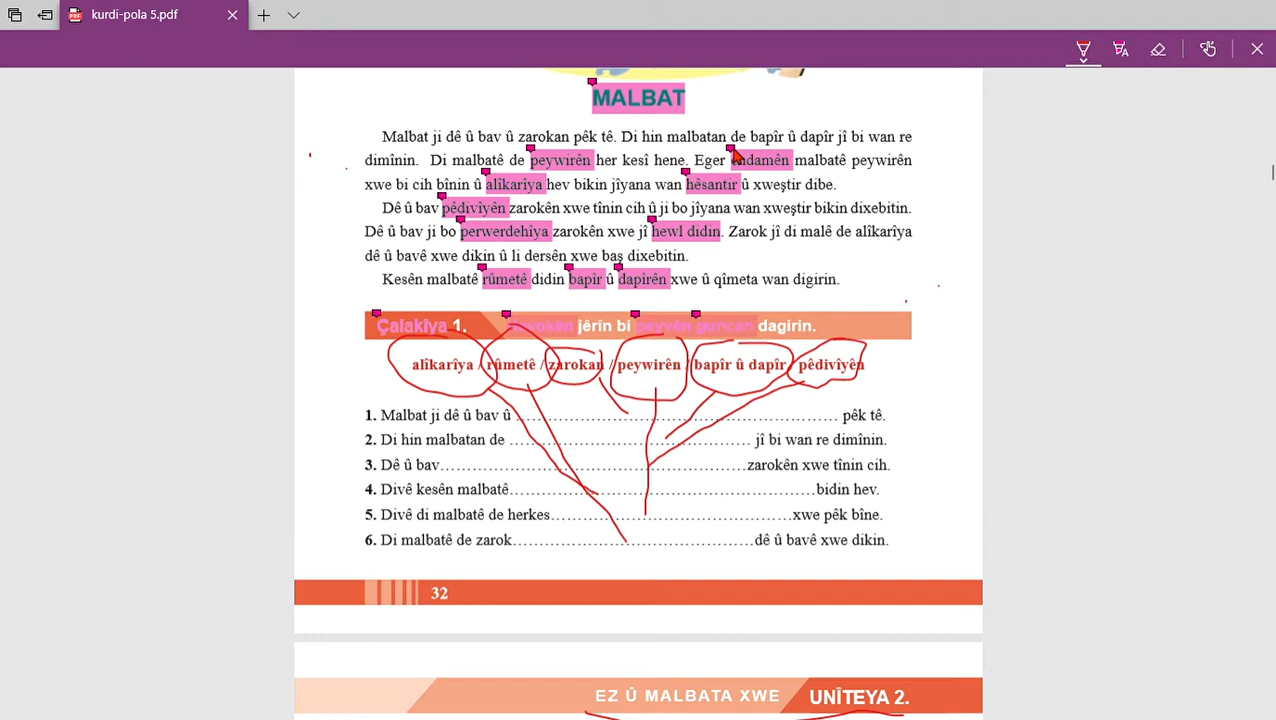 kurdi-pola 5.pdf
MALBAT
Malbat ji dê û bav û zarokan pêk tê. Di hin malbatan de bapîr û dapîr jî bi wan re
dimînin. Di malbatê de peywirên her kesî hene. Eger endamên malbatê peywirên
xwe bi cih bînin û alîkarîya hev bikin jîyana wan hêsantir û xweştir dibe.
Dê û bav pêdivîyên zarokên xwe tînin cih û ji bo jîyana wan xweştir bikin dixebitin.
Dê û bav ji bo perwerdehîya zarokên xwe jî hewl didin. Zarok jî di malê de alîkarîya
dê û bavê xwe dikin û li dersên xwe baş dixebitin.
Kesên malbatê rûmetê didin bapîr û dapîrên xwe û qîmeta wan digirin.
Çalakîya 1. jêrîn bi peyvên guncan dagirin.
alîkarîya / rûmetê / zarokan / peywirên / bapîr û dapîr / pêdivîyên
1. Malbat ji dê û bav û ........................................ pêk tê.
2. Di hin malbatan de ........................................ jî bi wan re dimînin.
3. Dê û bav........................................zarokên xwe tînin cih.
4. Divê kesên malbatê........................................bidin hev.
5. Divê di malbatê de herkes........................................xwe pêk bîne.
6. Di malbatê de zarok........................................dê û bavê xwe dikin.
32
EZ Û MALBATA XWE UNÎTEYA 2.